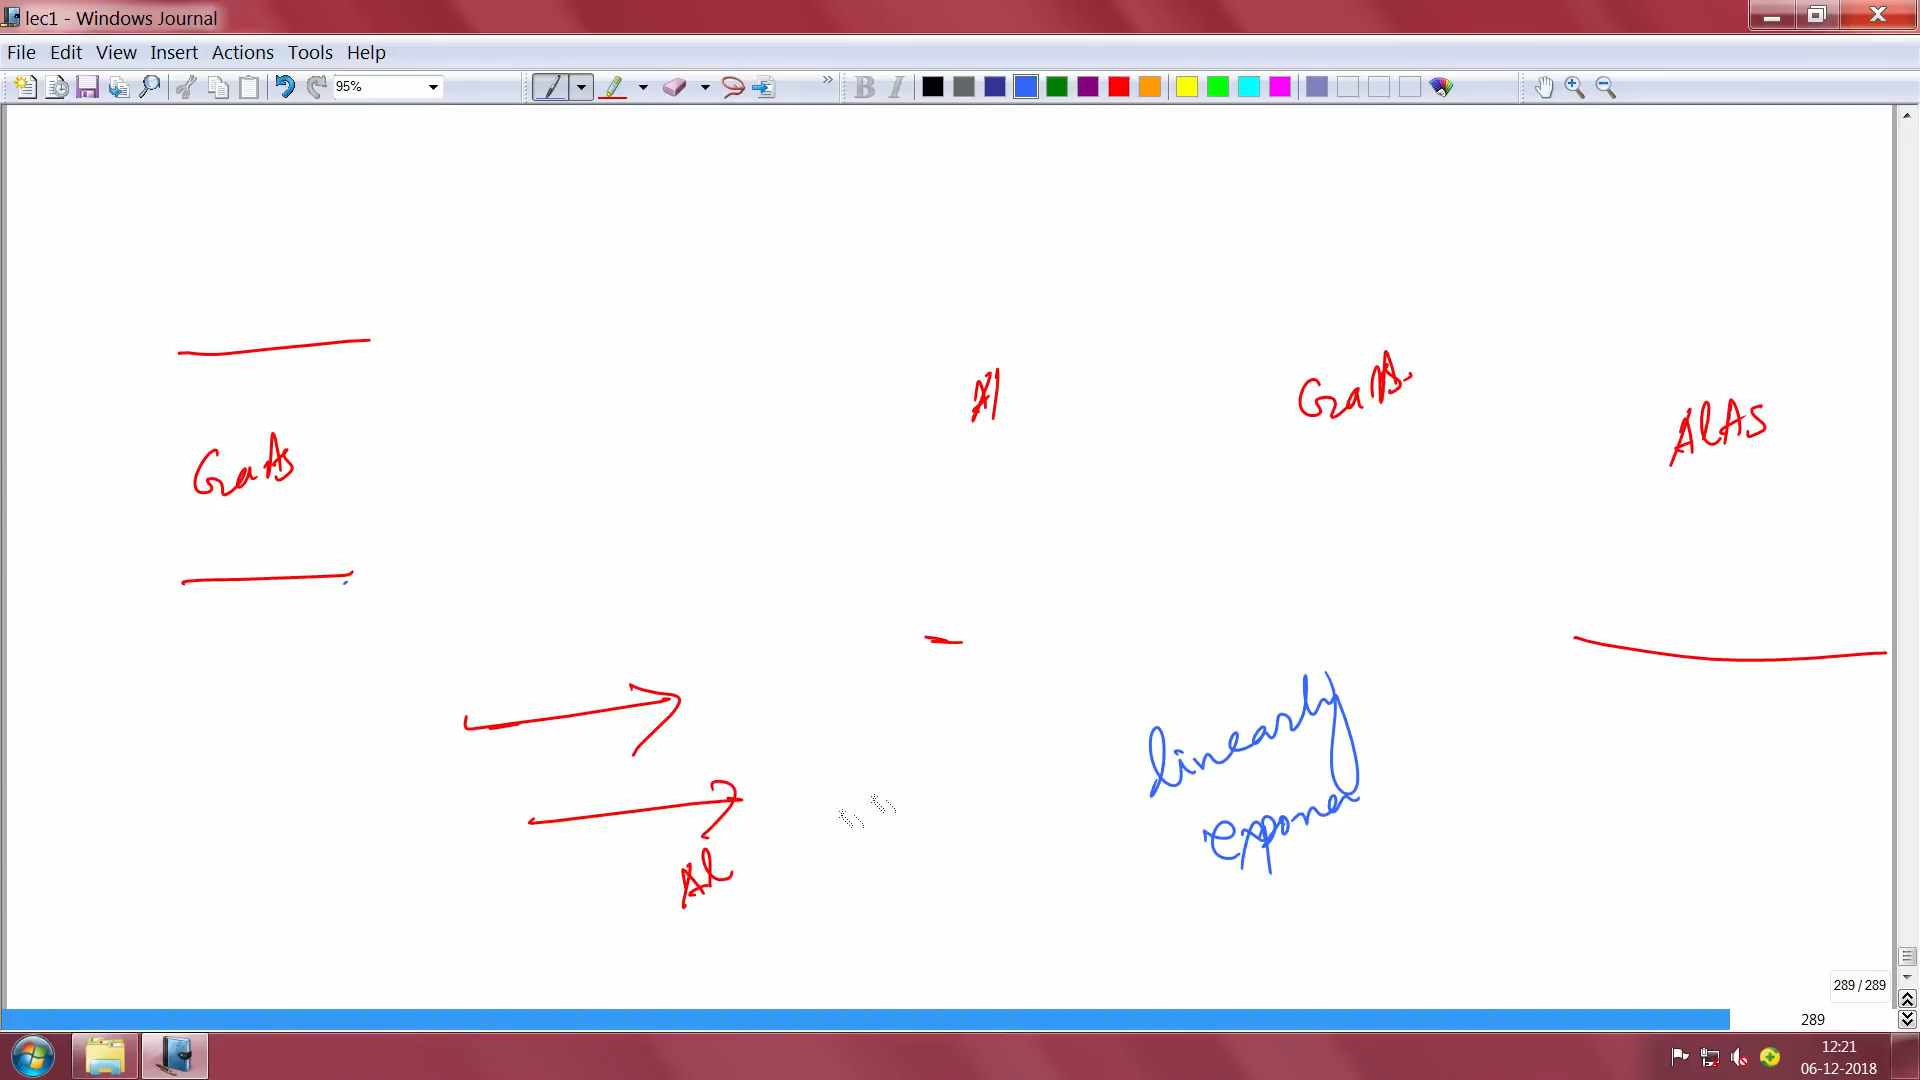 lec1 - Windows Journal
File Edit View Insert Actions Tools Help
95% » B I
GaAs
Al
GaAs
AlAs
Al
linearly
exponen
289 / 289
289
12:21
06-12-2018